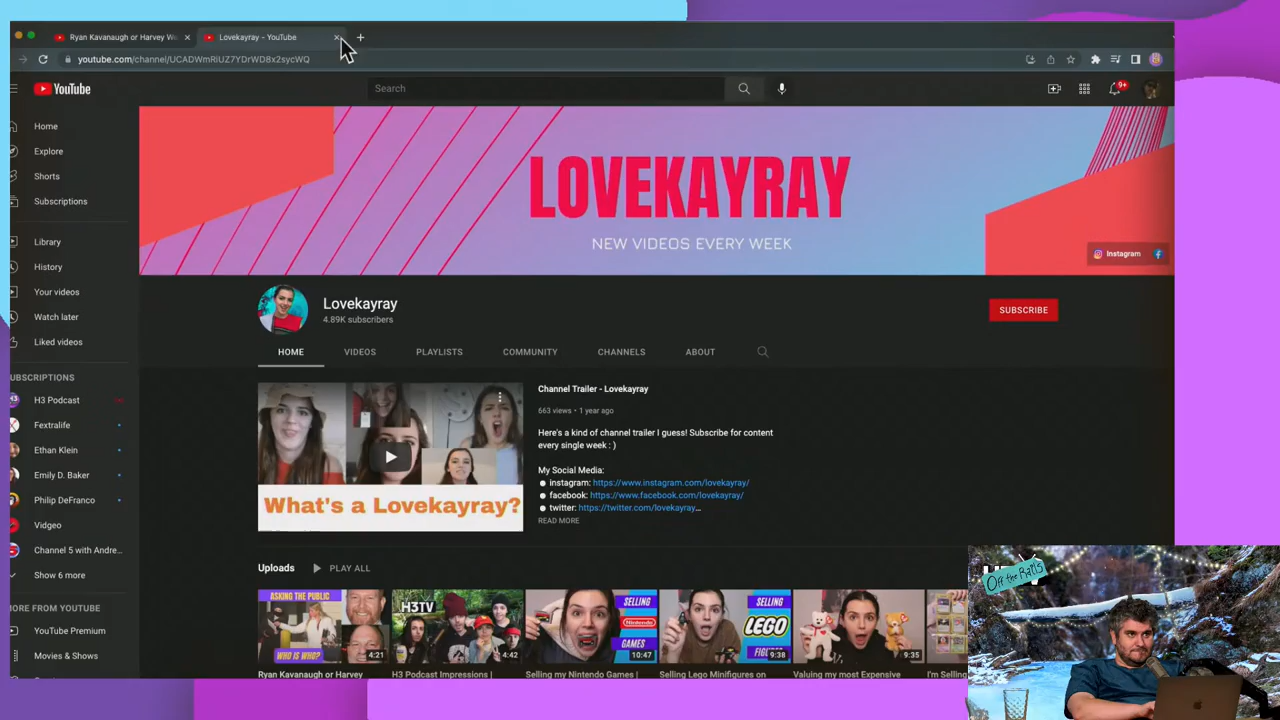 Ryan Kavanaugh or Harvey We
Lovekayray - YouTube
youtube.com/channel/UCADWmRiUZ7YDrWD8x2sycWQ
YouTube
Search
9+
Home
Explore
Shorts
Subscriptions
Library
History
Your videos
Watch later
Liked videos
UBSCRIPTIONS
H3 Podcast
Fextralife
Ethan Klein
Emily D. Baker
Philip DeFranco
Vidgeo
Channel 5 with Andre...
Show 6 more
ORE FROM YOUTUBE
YouTube Premium
Movies & Shows
LOVEKAYRAY
NEW VIDEOS EVERY WEEK
Instagram
Lovekayray
4.89K subscribers
SUBSCRIBE
HOME VIDEOS PLAYLISTS COMMUNITY CHANNELS ABOUT
What's a Lovekayray?
Channel Trailer - Lovekayray
663 views • 1 year ago
Here's a kind of channel trailer I guess! Subscribe for content
every single week : )
My Social Media:
● instagram: https://www.instagram.com/lovekayray/
● facebook: https://www.facebook.com/lovekayray/
● twitter: https://twitter.com/lovekayray...
READ MORE
Uploads PLAY ALL
ASKING THE PUBLIC
WHO IS WHO?
4:21
Ryan Kavanaugh or Harvey
H3TV
4:42
H3 Podcast Impressions |
SELLING
Nintendo
GAMES
10:47
Selling my Nintendo Games |
SELLING
LEGO
9:38
Selling Lego Minifigures on
9:35
Valuing my most Expensive
I'm Selling
Off the Rails